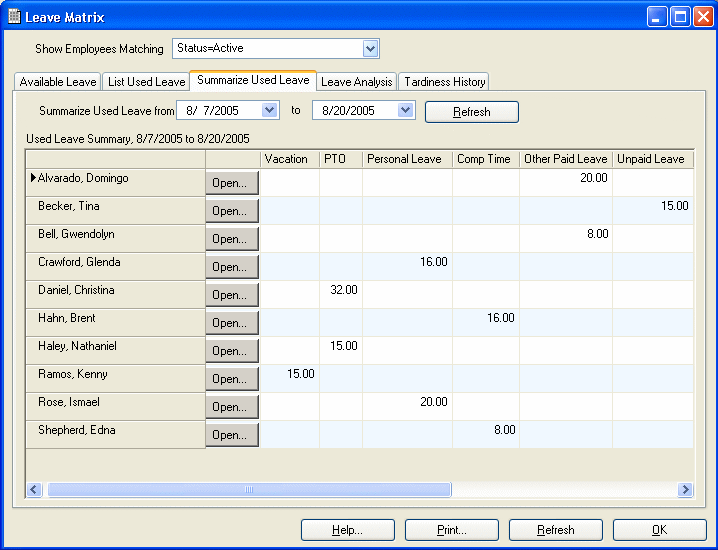 Leave Matrix
Show Employees Matching Status=Active
Available Leave List Used Leave Summarize Used Leave Leave Analysis Tardiness History
Summarize Used Leave from 8/ 7/2005 to 8/20/2005 Refresh
Used Leave Summary, 8/7/2005 to 8/20/2005
Vacation PTO Personal Leave Comp Time Other Paid Leave Unpaid Leave
Alvarado, Domingo Open... 20.00
Becker, Tina Open... 15.00
Bell, Gwendolyn Open... 8.00
Crawford, Glenda Open... 16.00
Daniel, Christina Open... 32.00
Hahn, Brent Open... 16.00
Haley, Nathaniel Open... 15.00
Ramos, Kenny Open... 15.00
Rose, Ismael Open... 20.00
Shepherd, Edna Open... 8.00
Help... Print... Refresh OK